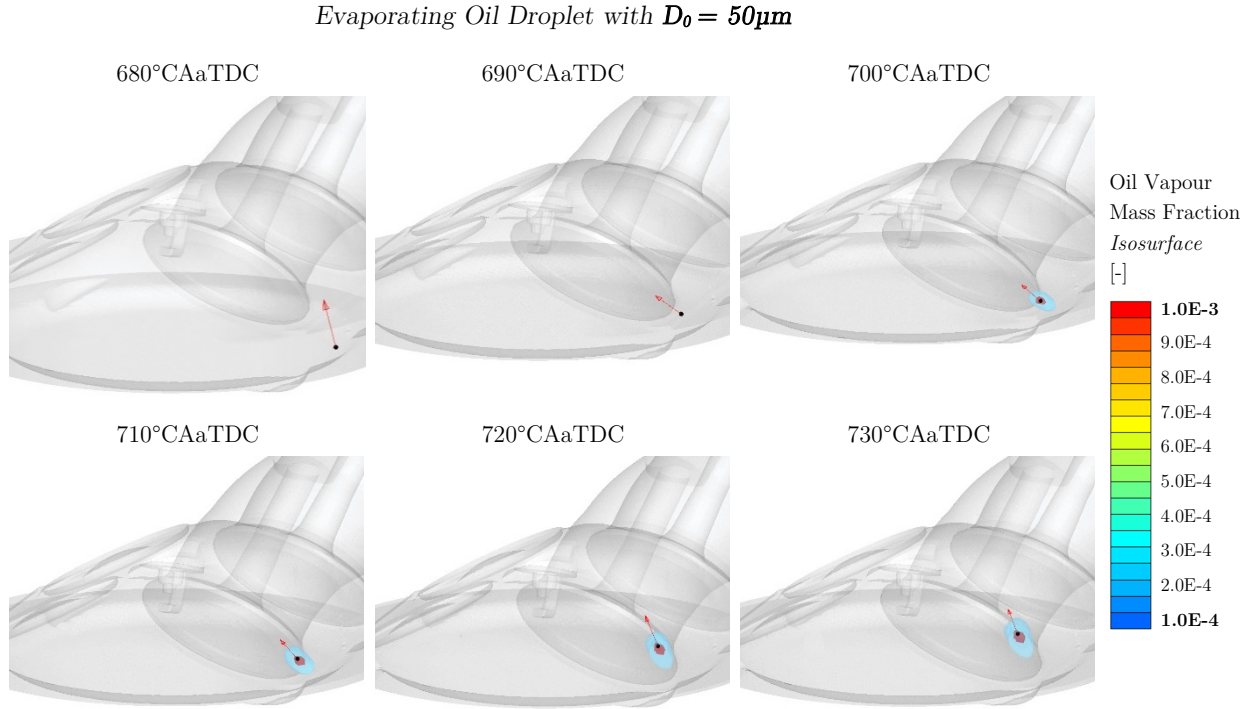 Evaporating Oil Droplet with D₀ = 50µm
680°CAaTDC
690°CAaTDC
700°CAaTDC
Oil Vapour
Mass Fraction
Isosurface
[-]
1.0E-3
9.0E-4
8.0E-4
7.0E-4
6.0E-4
5.0E-4
4.0E-4
3.0E-4
2.0E-4
1.0E-4
710°CAaTDC
720°CAaTDC
730°CAaTDC